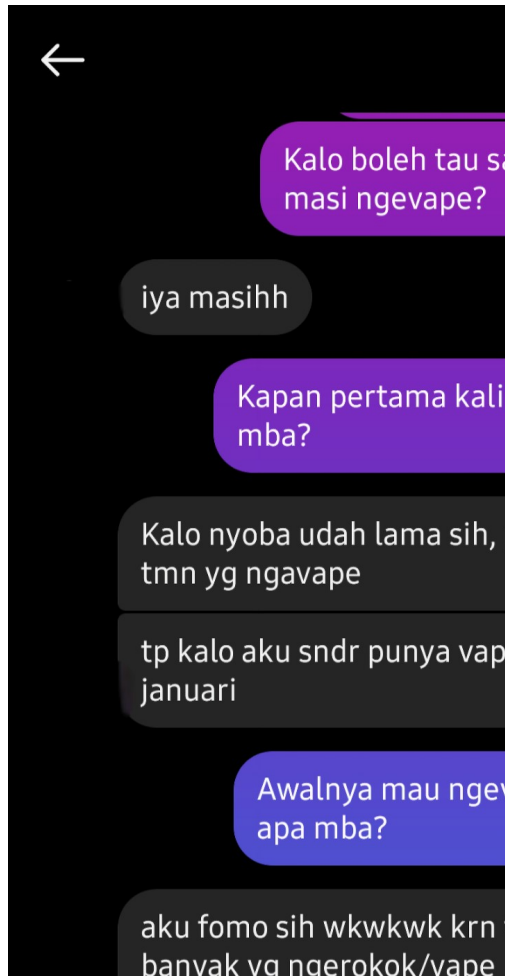 Kalo boleh tau
masi ngevape?
iya masihh
Kapan pertama kali
mba?
Kalo nyoba udah lama sih,
tmn yg ngavape
tp kalo aku sndr punya
januari
Awalnya mau
apa mba?
aku fomo sih wkwkwk krn
banyak yg ngerokok/vape